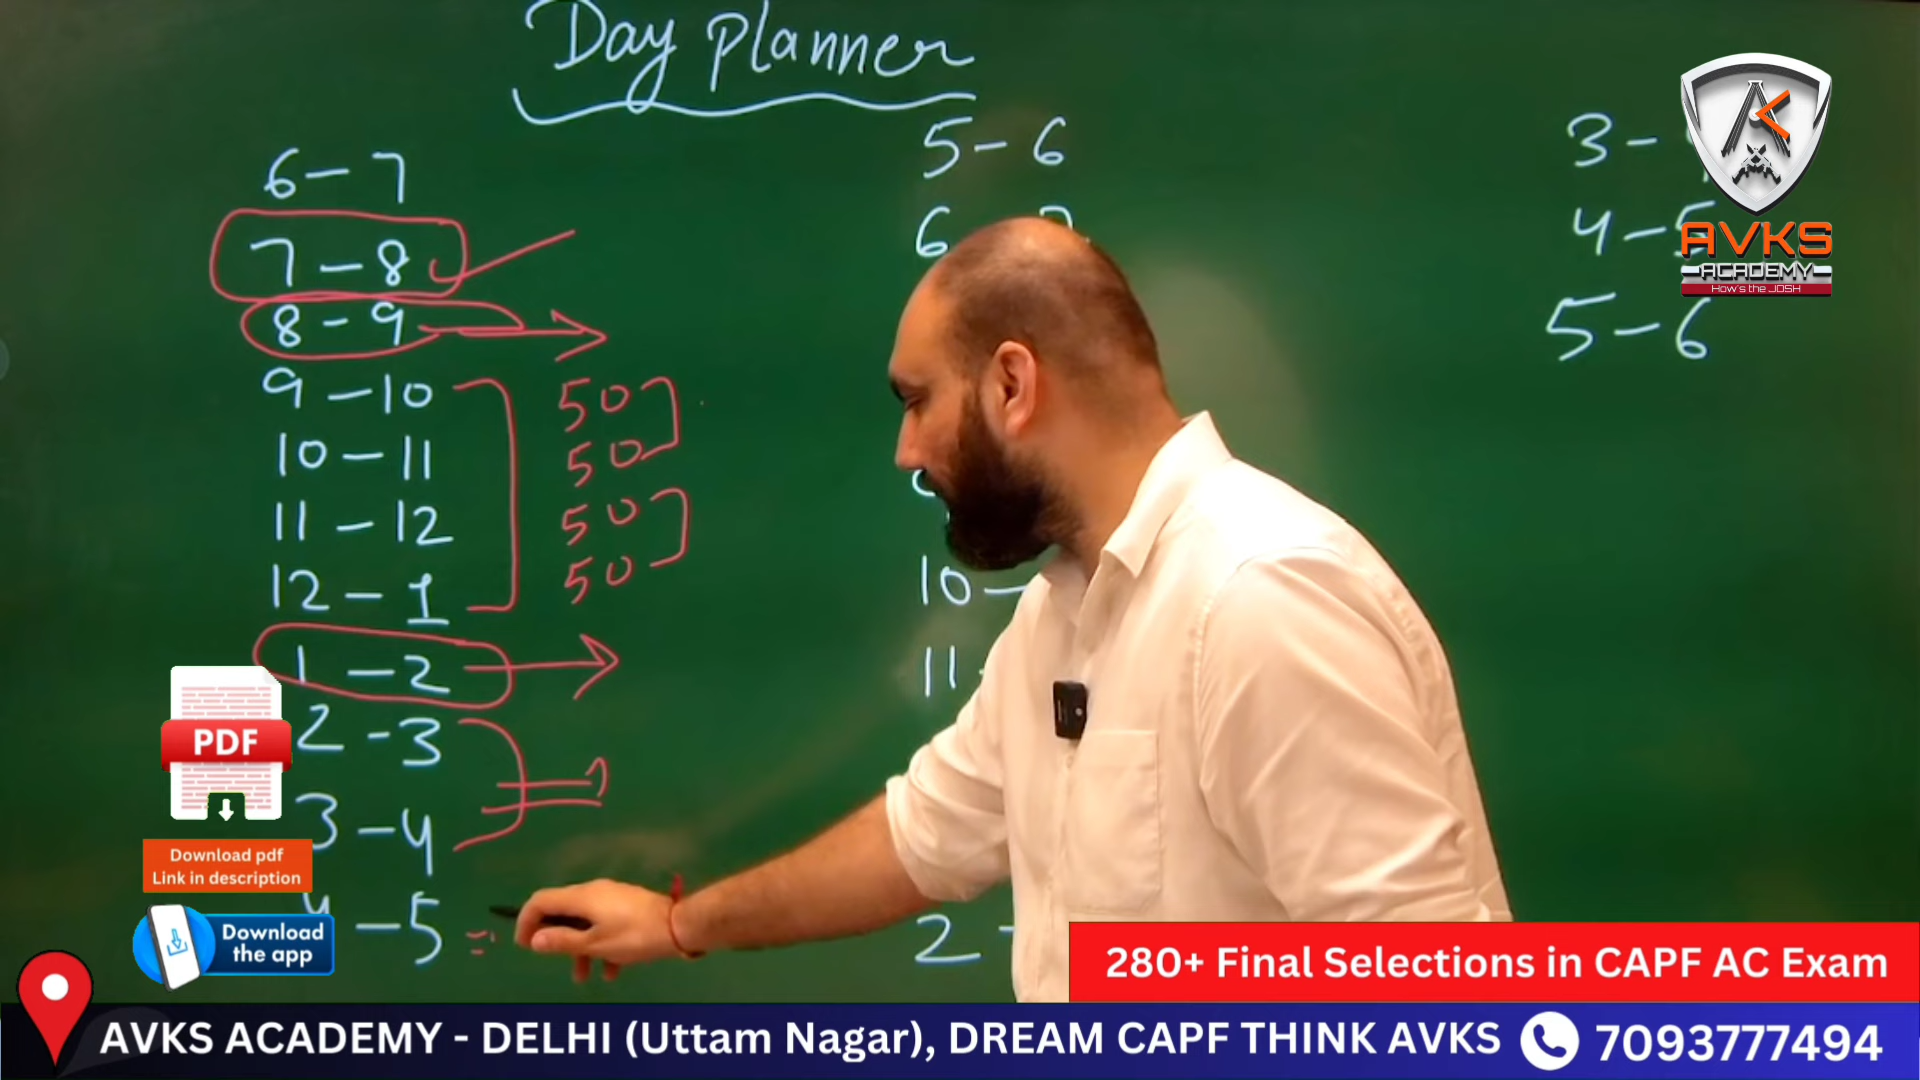 Day Planner
6 – 7
7 – 8
8 – 9
9 – 10
10 – 11
11 – 12
12 – 1
1 – 2
2 – 3
3 – 4
4 – 5
50
50
50
50
5 – 6
6
10 –
11
2
3 –
4 – 5
5 – 6
AVKS
ACADEMY
How's the JOSH
PDF
Download pdf
Link in description
Download
the app
280+ Final Selections in CAPF AC Exam
AVKS ACADEMY - DELHI (Uttam Nagar), DREAM CAPF THINK AVKS
7093777494